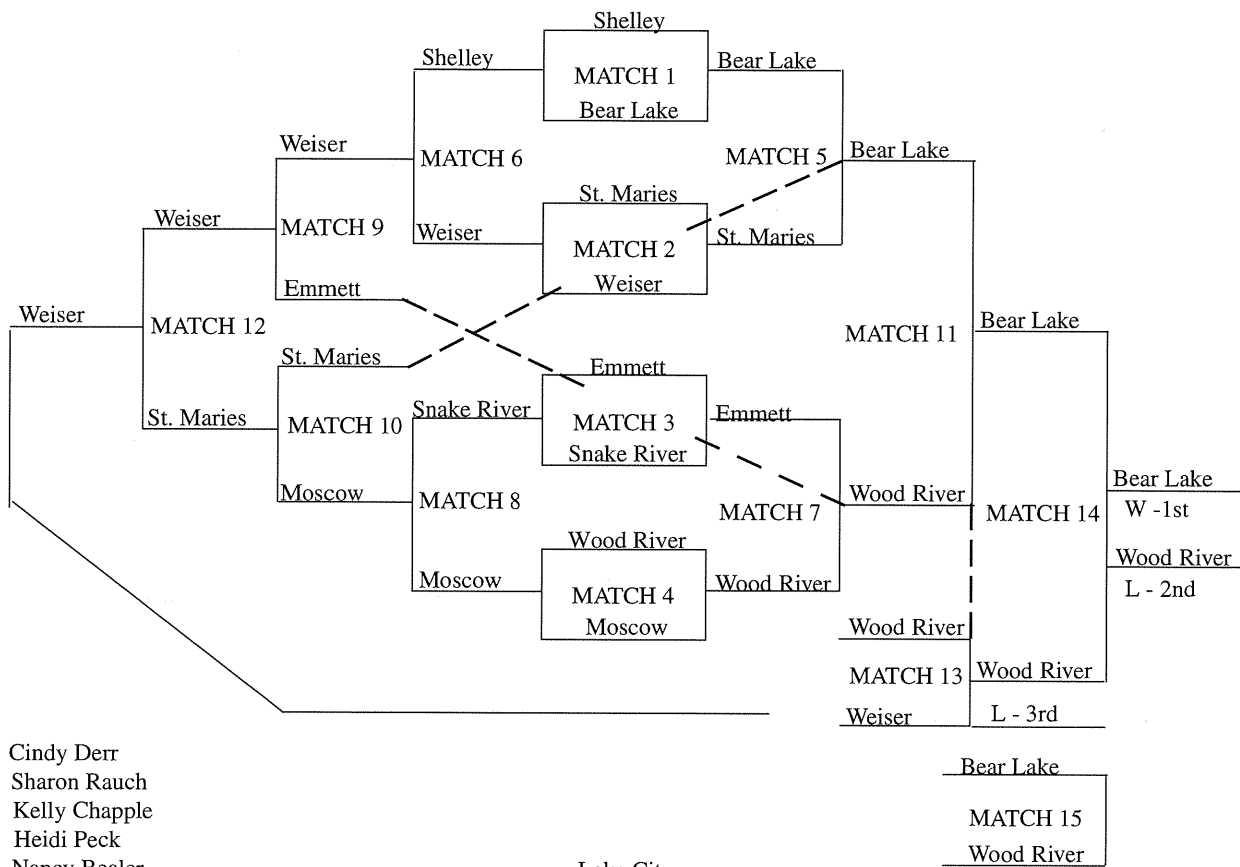 Shelley
Shelley
MATCH 1
Bear Lake
Bear Lake
Weiser
MATCH 6
MATCH 5
Bear Lake
St. Maries
Weiser
MATCH 9
Weiser
MATCH 2
St. Maries
Emmett
Weiser
Weiser
MATCH 12
MATCH 11
Bear Lake
St. Maries
Emmett
St. Maries
MATCH 10
Snake River
MATCH 3
Emmett
Snake River
Moscow
MATCH 8
MATCH 7
Wood River
MATCH 14
Bear Lake
W -1st
Wood River
Wood River
L - 2nd
Moscow
MATCH 4
Wood River
Moscow
Wood River
MATCH 13
Wood River
Weiser
L - 3rd
Cindy Derr
Sharon Rauch
Kelly Chapple
Heidi Peck
Bear Lake
MATCH 15
Wood River